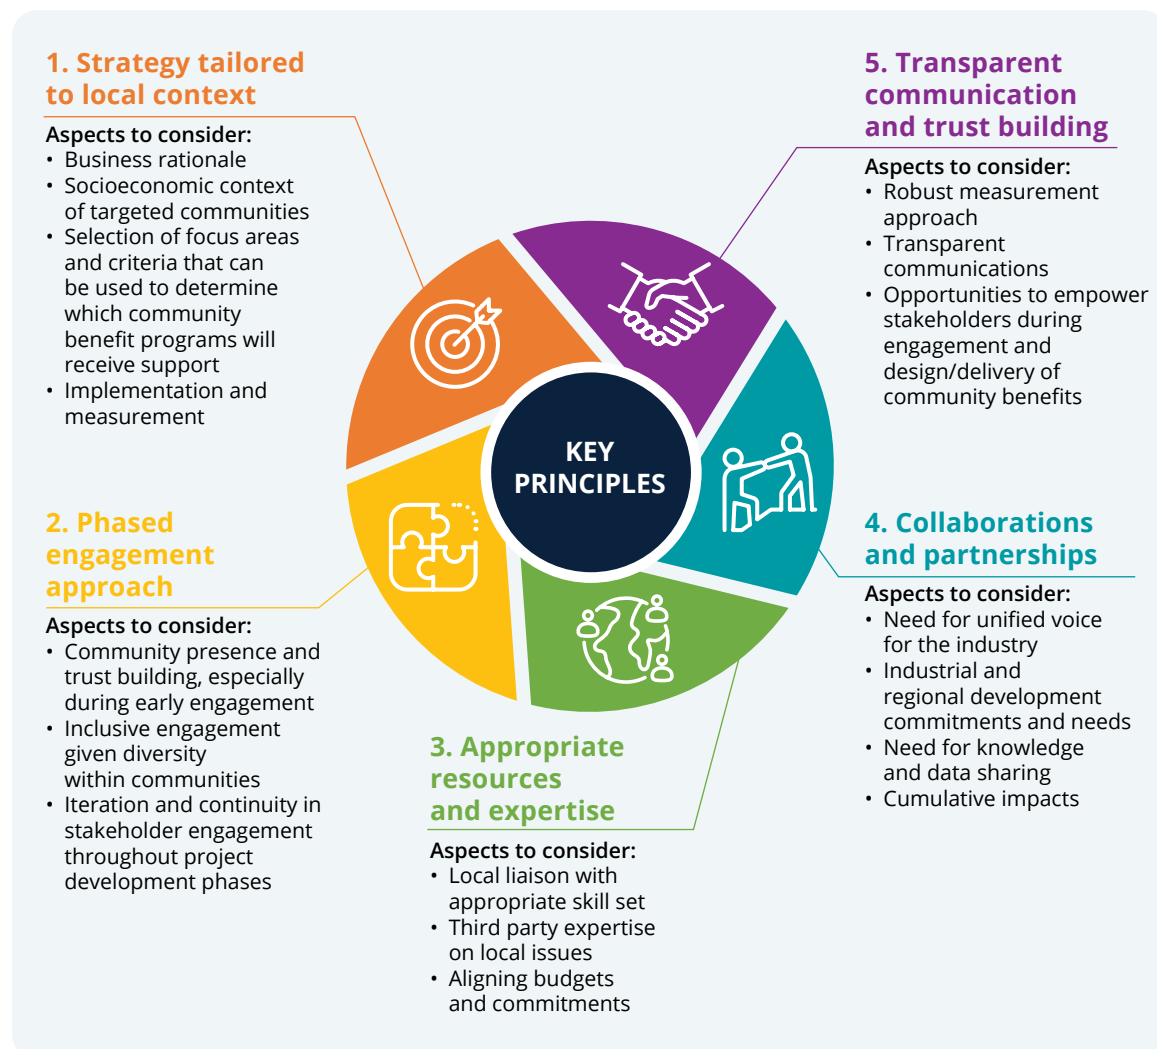 1. Strategy tailored
to local context
Aspects to consider:
• Business rationale
• Socioeconomic context
of targeted communities
• Selection of focus areas
and criteria that can
be used to determine
which community
benefit programs will
receive support
• Implementation and
measurement
2. Phased
engagement
approach
Aspects to consider:
• Community presence and
trust building, especially
during early engagement
• Inclusive engagement
given diversity
within communities
• Iteration and continuity in
stakeholder engagement
throughout project
development phases
KEY
PRINCIPLES
3. Appropriate
resources
and expertise
Aspects to consider:
• Local liaison with
appropriate skill set
• Third party expertise
on local issues
• Aligning budgets
and commitments
5. Transparent
communication
and trust building
Aspects to consider:
• Robust measurement
approach
• Transparent
communications
• Opportunities to empower
stakeholders during
engagement and
design/delivery of
community benefits
4. Collaborations
and partnerships
Aspects to consider:
• Need for unified voice
for the industry
• Industrial and
regional development
commitments and needs
• Need for knowledge
and data sharing
• Cumulative impacts